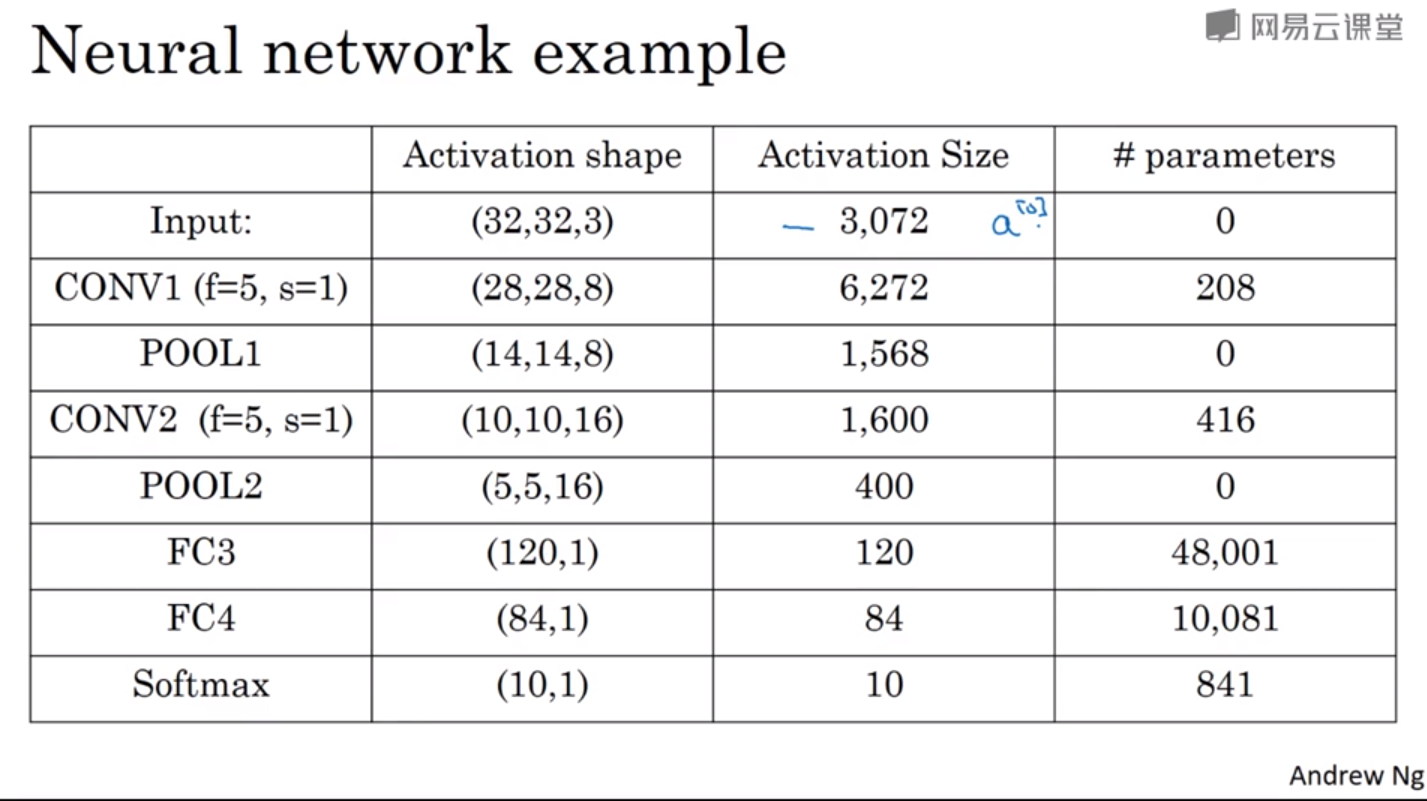 网易云课堂
Neural network example
Activation shape Activation Size # parameters
Input: (32,32,3) — 3,072 a[0] 0
CONV1 (f=5, s=1) (28,28,8) 6,272 208
POOL1 (14,14,8) 1,568 0
CONV2 (f=5, s=1) (10,10,16) 1,600 416
POOL2 (5,5,16) 400 0
FC3 (120,1) 120 48,001
FC4 (84,1) 84 10,081
Softmax (10,1) 10 841
Andrew Ng